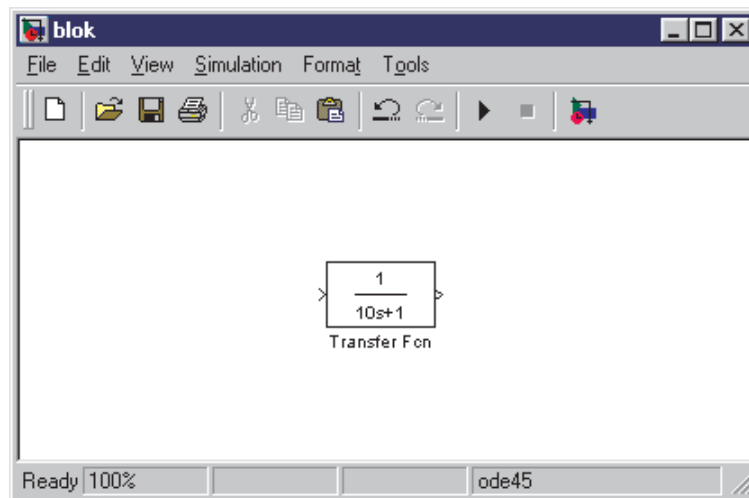 blok
File Edit View Simulation Format Tools
1
10s+1
Transfer Fcn
Ready 100% ode45